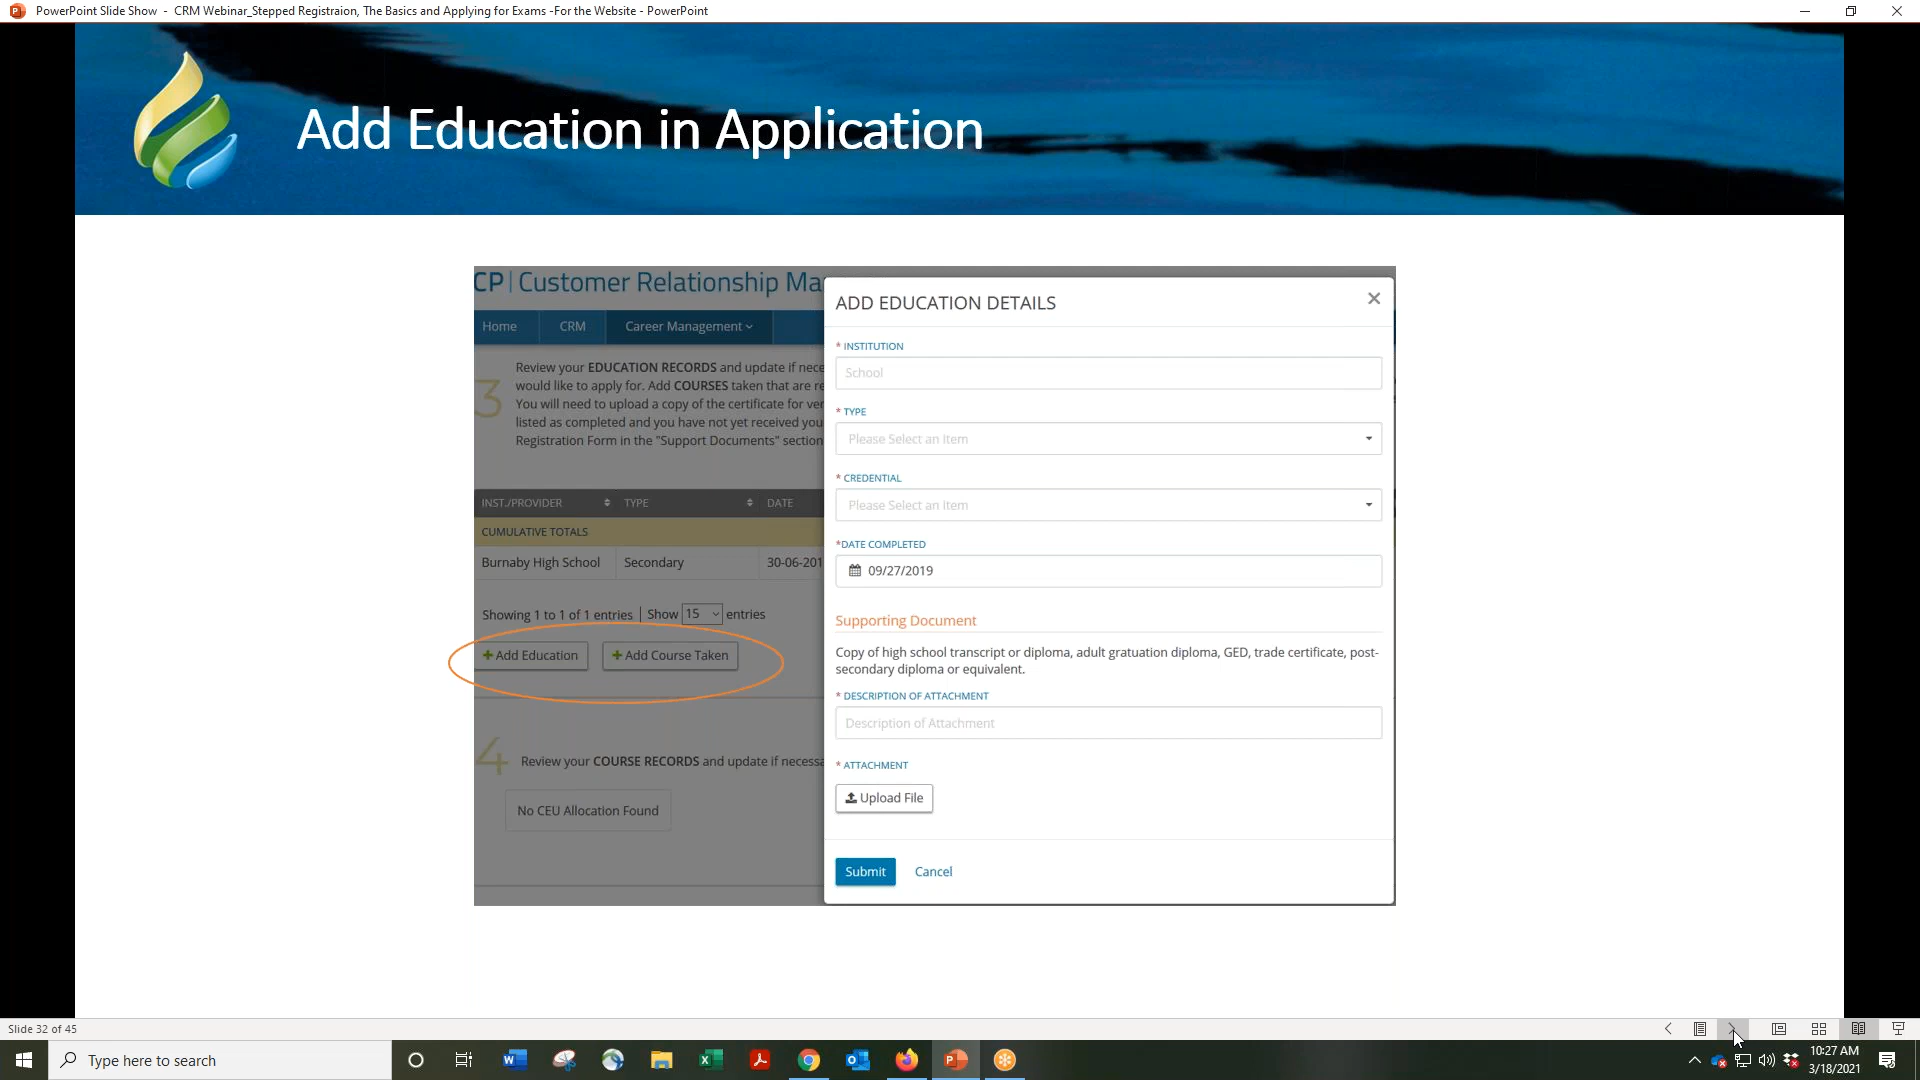 PowerPoint Slide Show - CRM Webinar_Stepped Registraion, The Basics and Applying for Exams -For the Website - PowerPoint
Add Education in Application
CP | Customer Relationship Ma
Home CRM Career Management
3
Review your EDUCATION RECORDS and update if nece
would like to apply for. Add COURSES taken that are re
You will need to upload a copy of the certificate for ver
listed as completed and you have not yet received you
Registration Form in the "Support Documents" section
INST./PROVIDER TYPE DATE
CUMULATIVE TOTALS
Burnaby High School Secondary 30-06-201
Showing 1 to 1 of 1 entries | Show 15 entries
+ Add Education + Add Course Taken
4
Review your COURSE RECORDS and update if necessa
No CEU Allocation Found
ADD EDUCATION DETAILS
* INSTITUTION
School
* TYPE
Please Select an Item
* CREDENTIAL
Please Select an Item
*DATE COMPLETED
09/27/2019
Supporting Document
Copy of high school transcript or diploma, adult gratuation diploma, GED, trade certificate, post-
secondary diploma or equivalent.
* DESCRIPTION OF ATTACHMENT
Description of Attachment
* ATTACHMENT
Upload File
Submit Cancel
Slide 32 of 45
Type here to search
10:27 AM
3/18/2021